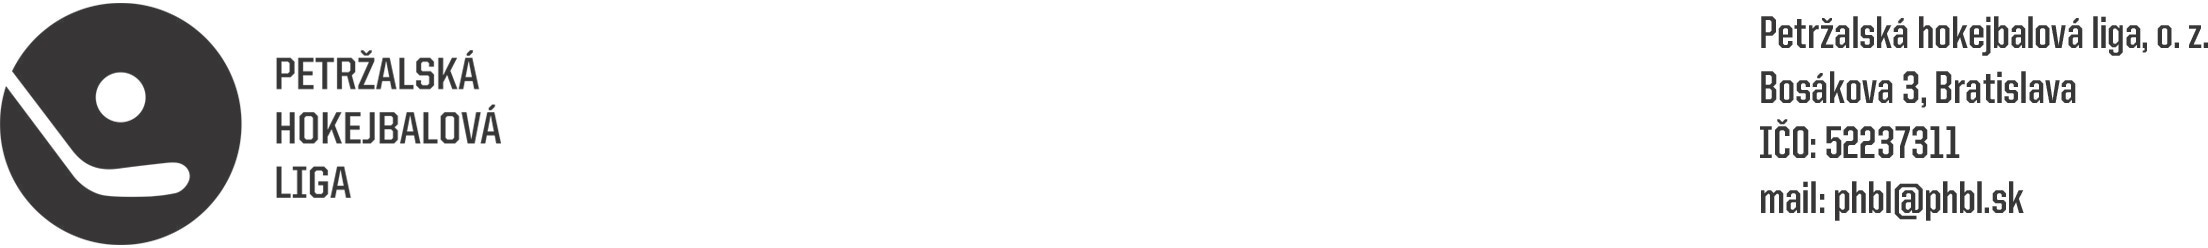 PETRŽALSKÁ
HOKEJBALOVÁ
LIGA
Petržalská hokejbalová liga, o. z.
Bosákova 3, Bratislava
IČO: 52237311
mail: phbl@phbl.sk